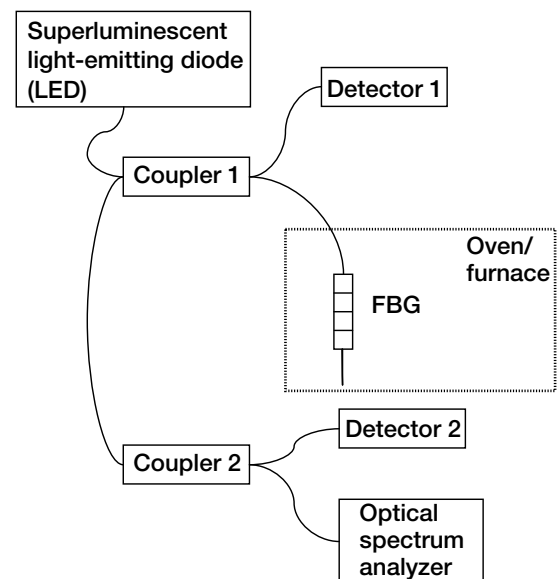 Superluminescent
light-emitting diode
(LED)
Detector 1
Coupler 1
Oven/
furnace
FBG
Detector 2
Coupler 2
Optical
spectrum
analyzer